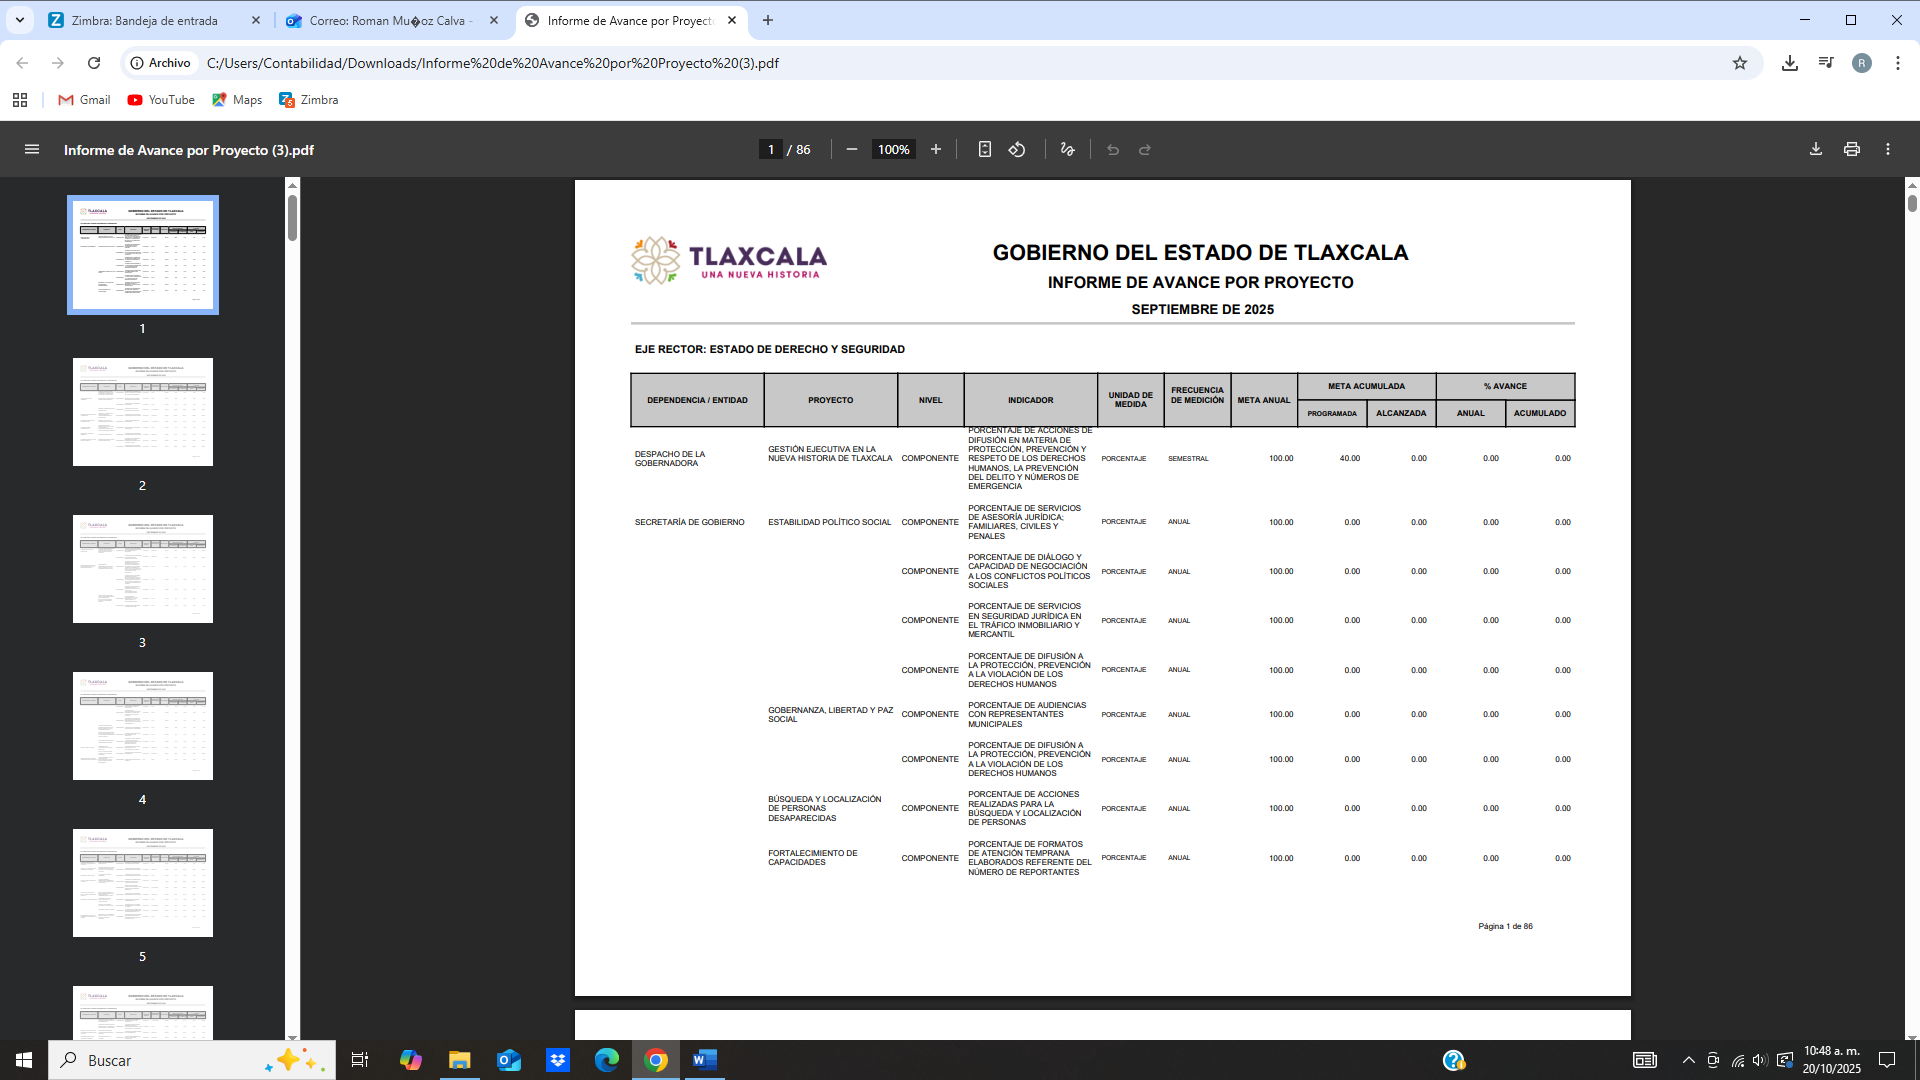 Zimbra: Bandeja de entrada
Correo: Roman Mu�oz Calva -
Informe de Avance por Proyecto
Archivo
C:/Users/Contabilidad/Downloads/Informe%20de%20Avance%20por%20Proyecto%20(3).pdf
R
Gmail
YouTube
Maps
Zimbra
Informe de Avance por Proyecto (3).pdf
1 / 86
100%
1
2
3
4
5
TLAXCALA
UNA NUEVA HISTORIA
GOBIERNO DEL ESTADO DE TLAXCALA
INFORME DE AVANCE POR PROYECTO
SEPTIEMBRE DE 2025
EJE RECTOR: ESTADO DE DERECHO Y SEGURIDAD
DEPENDENCIA / ENTIDAD PROYECTO NIVEL INDICADOR UNIDAD DE MEDIDA FRECUENCIA DE MEDICIÓN META ANUAL META ACUMULADA % AVANCE
PROGRAMADA ALCANZADA ANUAL ACUMULADO
DESPACHO DE LA GOBERNADORA GESTIÓN EJECUTIVA EN LA NUEVA HISTORIA DE TLAXCALA COMPONENTE PORCENTAJE DE ACCIONES DE DIFUSIÓN EN MATERIA DE PROTECCIÓN, PREVENCIÓN Y RESPETO DE LOS DERECHOS HUMANOS, LA PREVENCIÓN DEL DELITO Y NÚMEROS DE EMERGENCIA PORCENTAJE SEMESTRAL 100.00 40.00 0.00 0.00 0.00
SECRETARÍA DE GOBIERNO ESTABILIDAD POLÍTICO SOCIAL COMPONENTE PORCENTAJE DE SERVICIOS DE ASESORÍA JURÍDICA; FAMILIARES, CIVILES Y PENALES PORCENTAJE ANUAL 100.00 0.00 0.00 0.00 0.00
COMPONENTE PORCENTAJE DE DIÁLOGO Y CAPACIDAD DE NEGOCIACIÓN A LOS CONFLICTOS POLÍTICOS SOCIALES PORCENTAJE ANUAL 100.00 0.00 0.00 0.00 0.00
COMPONENTE PORCENTAJE DE SERVICIOS EN SEGURIDAD JURÍDICA EN EL TRÁFICO INMOBILIARIO Y MERCANTIL PORCENTAJE ANUAL 100.00 0.00 0.00 0.00 0.00
COMPONENTE PORCENTAJE DE DIFUSIÓN A LA PROTECCIÓN, PREVENCIÓN A LA VIOLACIÓN DE LOS DERECHOS HUMANOS PORCENTAJE ANUAL 100.00 0.00 0.00 0.00 0.00
GOBERNANZA, LIBERTAD Y PAZ SOCIAL COMPONENTE PORCENTAJE DE AUDIENCIAS CON REPRESENTANTES MUNICIPALES PORCENTAJE ANUAL 100.00 0.00 0.00 0.00 0.00
COMPONENTE PORCENTAJE DE DIFUSIÓN A LA PROTECCIÓN, PREVENCIÓN A LA VIOLACIÓN DE LOS DERECHOS HUMANOS PORCENTAJE ANUAL 100.00 0.00 0.00 0.00 0.00
BÚSQUEDA Y LOCALIZACIÓN DE PERSONAS DESAPARECIDAS COMPONENTE PORCENTAJE DE ACCIONES REALIZADAS PARA LA BÚSQUEDA Y LOCALIZACIÓN DE PERSONAS PORCENTAJE ANUAL 100.00 0.00 0.00 0.00 0.00
FORTALECIMIENTO DE CAPACIDADES COMPONENTE PORCENTAJE DE FORMATOS DE ATENCIÓN TEMPRANA ELABORADOS REFERENTE DEL NÚMERO DE REPORTANTES PORCENTAJE ANUAL 100.00 0.00 0.00 0.00 0.00
Página 1 de 86
Buscar
10:48 a. m.
20/10/2025